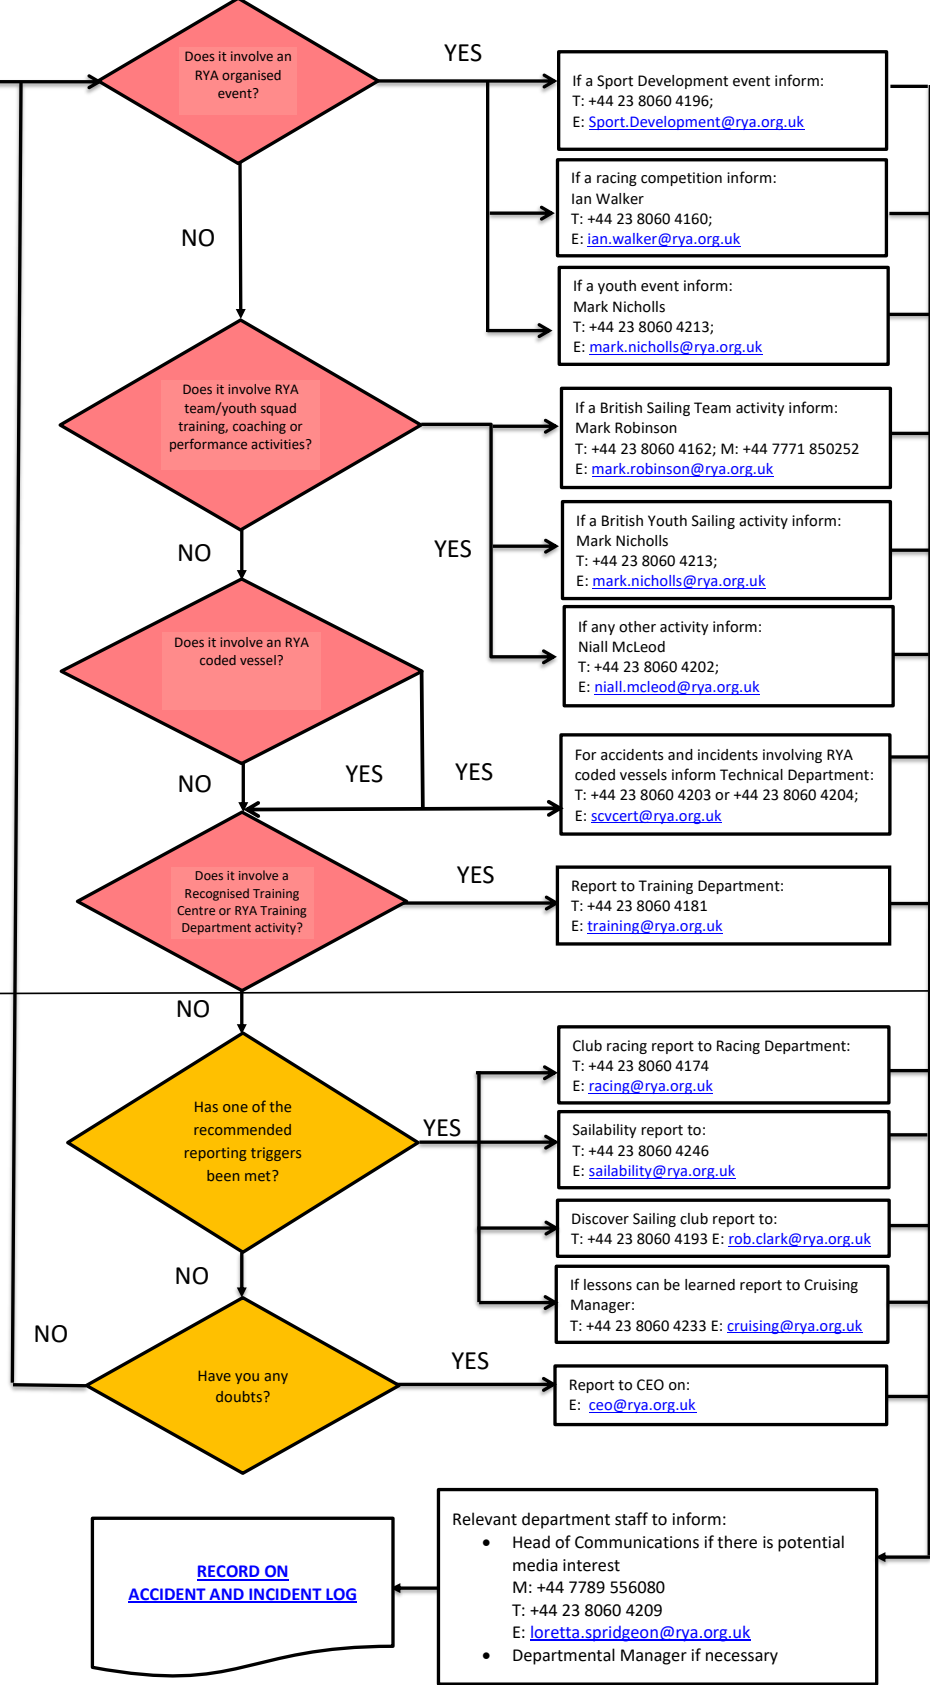 Does it involve an
RYA organised
event?
YES
If a Sport Development event inform:
T: +44 23 8060 4196;
E: Sport.Development@rya.org.uk
If a racing competition inform:
Ian Walker
T: +44 23 8060 4160;
E: ian.walker@rya.org.uk
NO
If a youth event inform:
Mark Nicholls
T: +44 23 8060 4213;
E: mark.nicholls@rya.org.uk
Does it involve RYA
team/youth squad
training, coaching or
performance activities?
If a British Sailing Team activity inform:
Mark Robinson
T: +44 23 8060 4162; M: +44 7771 850252
E: mark.robinson@rya.org.uk
NO
YES
If a British Youth Sailing activity inform:
Mark Nicholls
T: +44 23 8060 4213;
E: mark.nicholls@rya.org.uk
Does it involve an RYA
coded vessel?
If any other activity inform:
Niall McLeod
T: +44 23 8060 4202;
E: niall.mcleod@rya.org.uk
NO
YES
YES
For accidents and incidents involving RYA
coded vessels inform Technical Department:
T: +44 23 8060 4203 or +44 23 8060 4204;
E: scvcert@rya.org.uk
Does it involve a
Recognised Training
Centre or RYA Training
Department activity?
YES
Report to Training Department:
T: +44 23 8060 4181
E: training@rya.org.uk
NO
Has one of the
recommended
reporting triggers
been met?
YES
Club racing report to Racing Department:
T: +44 23 8060 4174
E: racing@rya.org.uk
Sailability report to:
T: +44 23 8060 4246
E: sailability@rya.org.uk
Discover Sailing club report to:
T: +44 23 8060 4193 E: rob.clark@rya.org.uk
If lessons can be learned report to Cruising
Manager:
T: +44 23 8060 4233 E: cruising@rya.org.uk
NO
NO
Have you any
doubts?
YES
Report to CEO on:
E: ceo@rya.org.uk
Relevant department staff to inform:
• Head of Communications if there is potential
media interest
M: +44 7789 556080
T: +44 23 8060 4209
E: loretta.spridgeon@rya.org.uk
• Departmental Manager if necessary
RECORD ON
ACCIDENT AND INCIDENT LOG